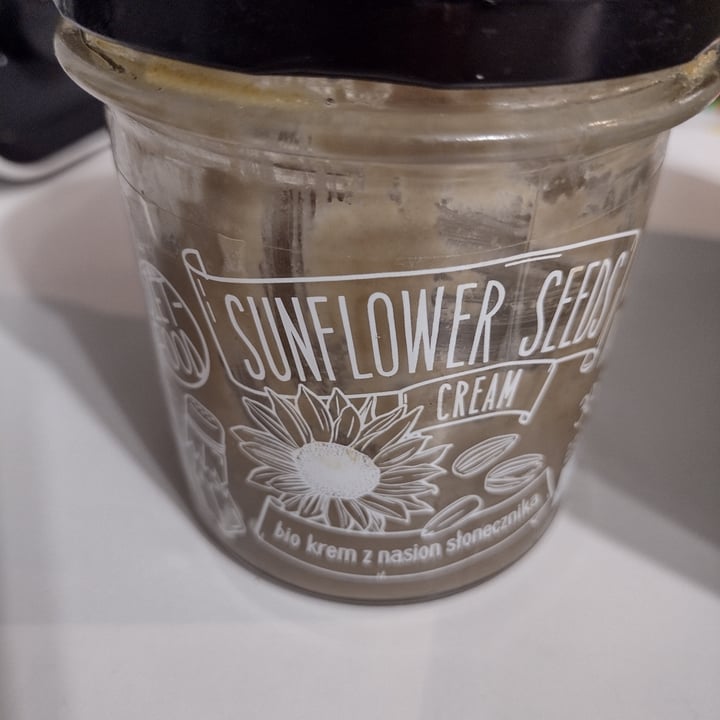 SUNFLOWER SEEDS
CREAM
bio krem z nasion słonecznika